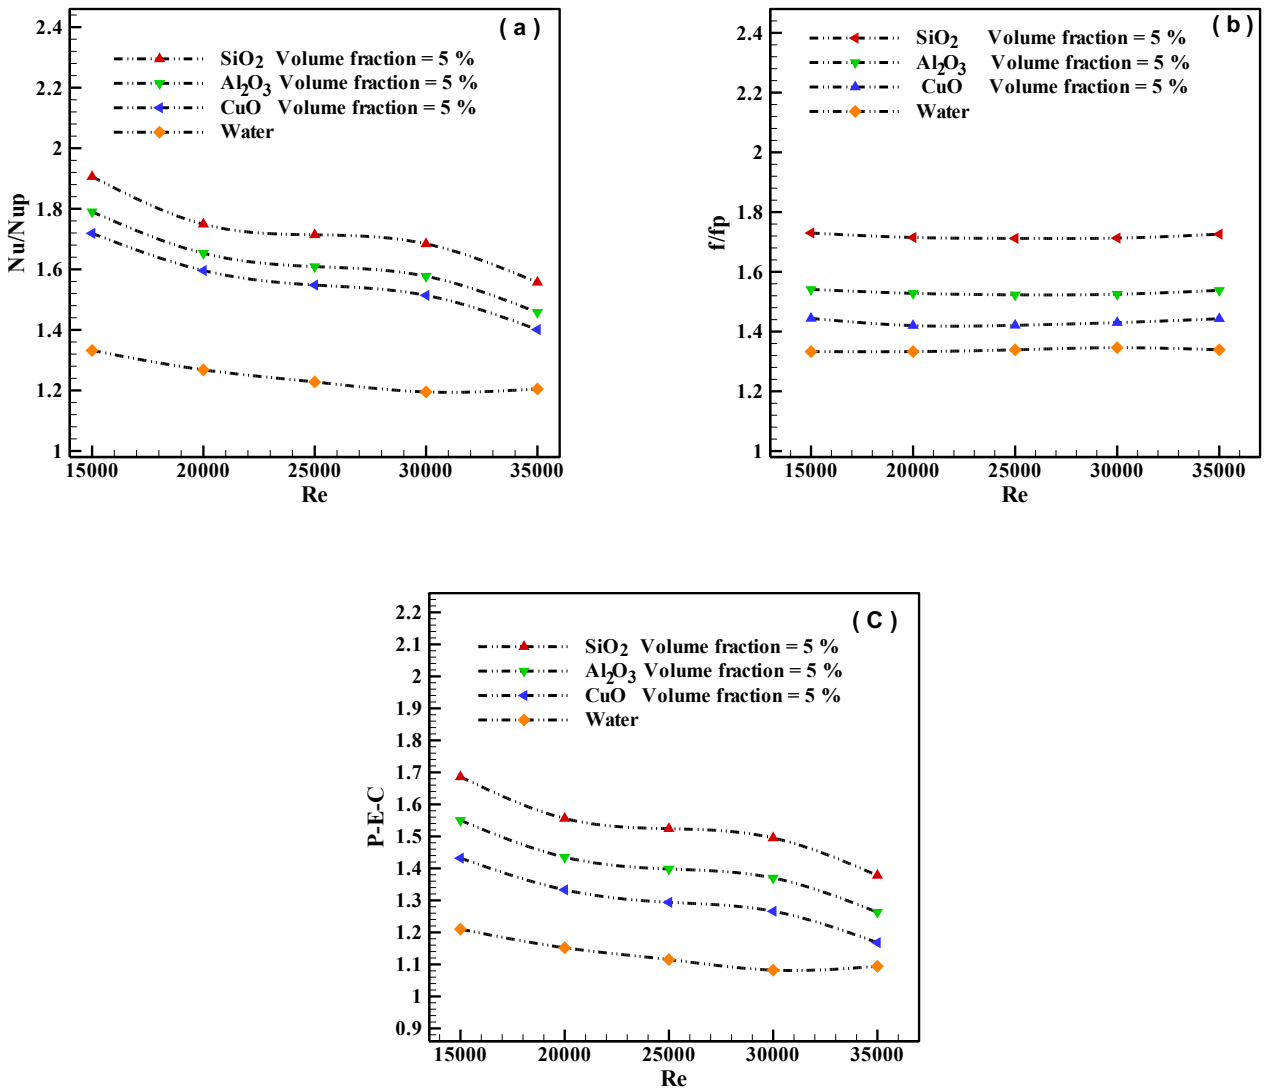 ( a )
2.4
2.2
2
1.8
1.6
1.4
1.2
1
Nu/Nup
SiO2 Volume fraction = 5 %
Al2O3 Volume fraction = 5 %
CuO Volume fraction = 5 %
Water
15000 20000 25000 30000 35000
Re
( b )
2.4
2.2
2
1.8
1.6
1.4
1.2
1
f/fp
SiO2 Volume fraction = 5 %
Al2O3 Volume fraction = 5 %
CuO Volume fraction = 5 %
Water
15000 20000 25000 30000 35000
Re
( C )
2.2
2.1
2
1.9
1.8
1.7
1.6
1.5
1.4
1.3
1.2
1.1
1
0.9
P-E-C
SiO2 Volume fraction = 5 %
Al2O3 Volume fraction = 5 %
CuO Volume fraction = 5 %
Water
15000 20000 25000 30000 35000
Re